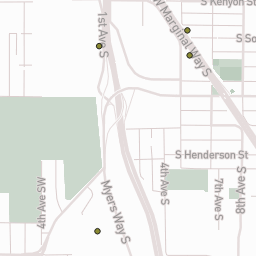 S Kenyon St
W Marginal Way S
1st Ave S
S So
S Henderson St
4th Ave SW
Myers Way S
4th Ave S
7th Ave S
8th Ave S